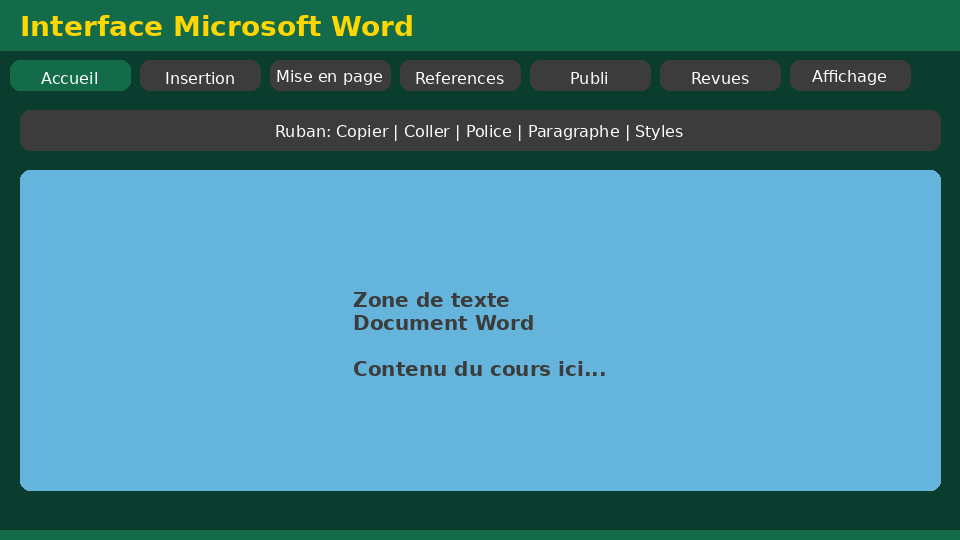 Interface Microsoft Word
Accueil
Insertion
Mise en page
References
Publi
Revues
Affichage
Ruban: Copier | Coller | Police | Paragraphe | Styles
Zone de texte
Document Word
Contenu du cours ici...